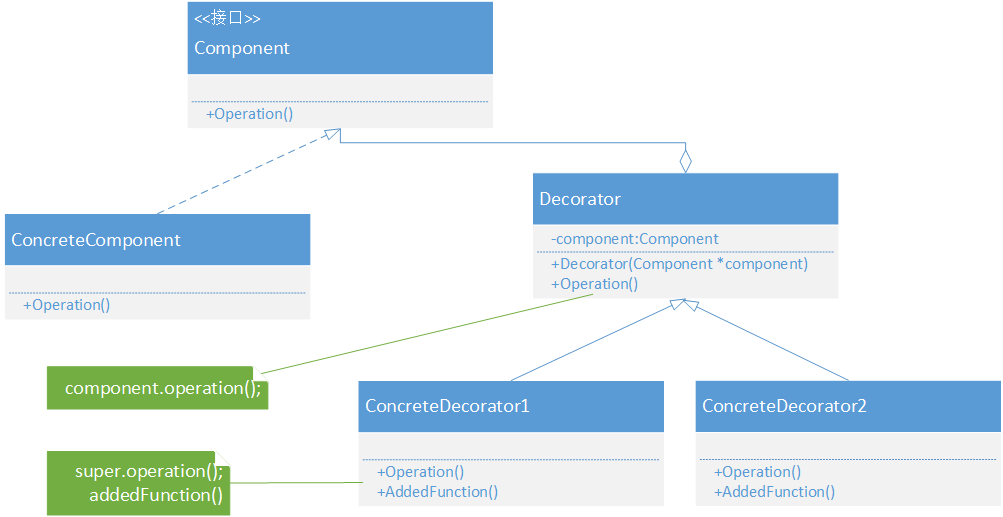 <<接口>>
Component
+Operation()
Decorator
-component:Component
+Decorator(Component *component)
+Operation()
ConcreteComponent
+Operation()
component.operation();
super.operation();
addedFunction()
ConcreteDecorator1
+Operation()
+AddedFunction()
ConcreteDecorator2
+Operation()
+AddedFunction()